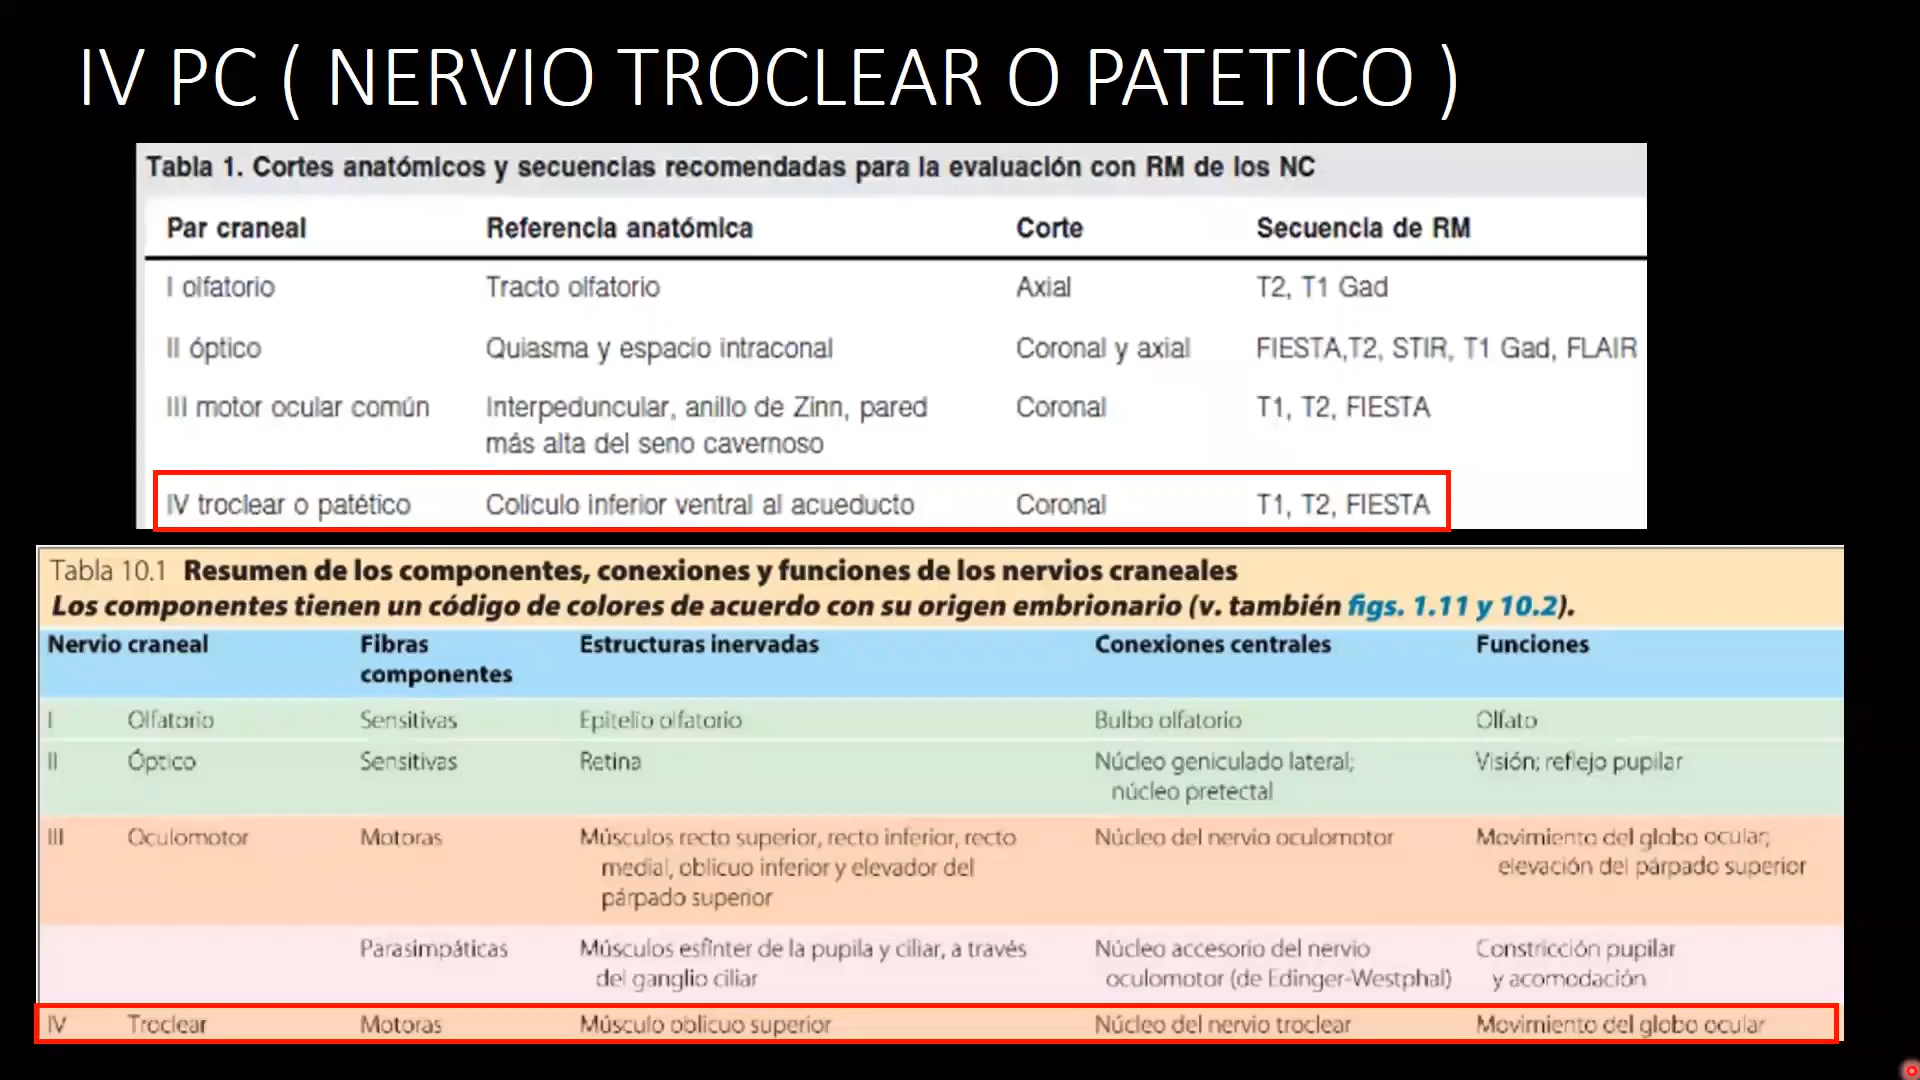 IV PC ( NERVIO TROCLEAR O PATETICO )
Tabla 1. Cortes anatómicos y secuencias recomendadas para la evaluación con RM de los NC
Par craneal Referencia anatómica Corte Secuencia de RM
I olfatorio Tracto olfatorio Axial T2, T1 Gad
II óptico Quiasma y espacio intraconal Coronal y axial FIESTA,T2, STIR, T1 Gad, FLAIR
III motor ocular común Interpeduncular, anillo de Zinn, pared Coronal T1, T2, FIESTA
más alta del seno cavernoso
IV troclear o patético Colículo inferior ventral al acueducto Coronal T1, T2, FIESTA
Tabla 10.1 Resumen de los componentes, conexiones y funciones de los nervios craneales
Los componentes tienen un código de colores de acuerdo con su origen embrionario (v. también figs. 1.11 y 10.2).
Nervio craneal Fibras Estructuras inervadas Conexiones centrales Funciones
componentes
I Olfatorio Sensitivas Epitelio olfatorio Bulbo olfatorio Olfato
II Óptico Sensitivas Retina Núcleo geniculado lateral; Visión; reflejo pupilar
núcleo pretectal
III Oculomotor Motoras Músculos recto superior, recto inferior, recto Núcleo del nervio oculomotor Movimiento del globo ocular;
medial, oblicuo inferior y elevador del elevación del párpado superior
párpado superior
Parasimpáticas Músculos esfínter de la pupila y ciliar, a través Núcleo accesorio del nervio Constricción pupilar
del ganglio ciliar oculomotor (de Edinger-Westphal) y acomodación
IV Troclear Motoras Músculo oblicuo superior Núcleo del nervio troclear Movimiento del globo ocular